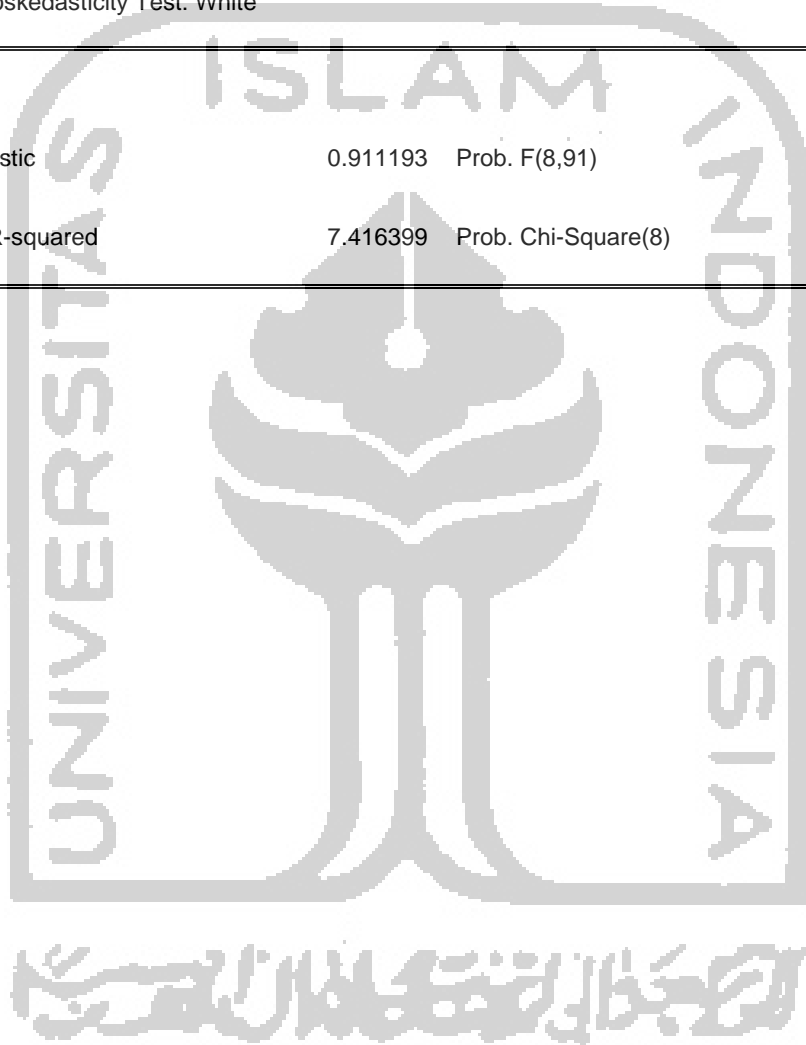 oskedasticity Test: White
stic 0.911193 Prob. F(8,91)
R-squared 7.416399 Prob. Chi-Square(8)
ISLAM
UNIVERSITAS
INDONESIA